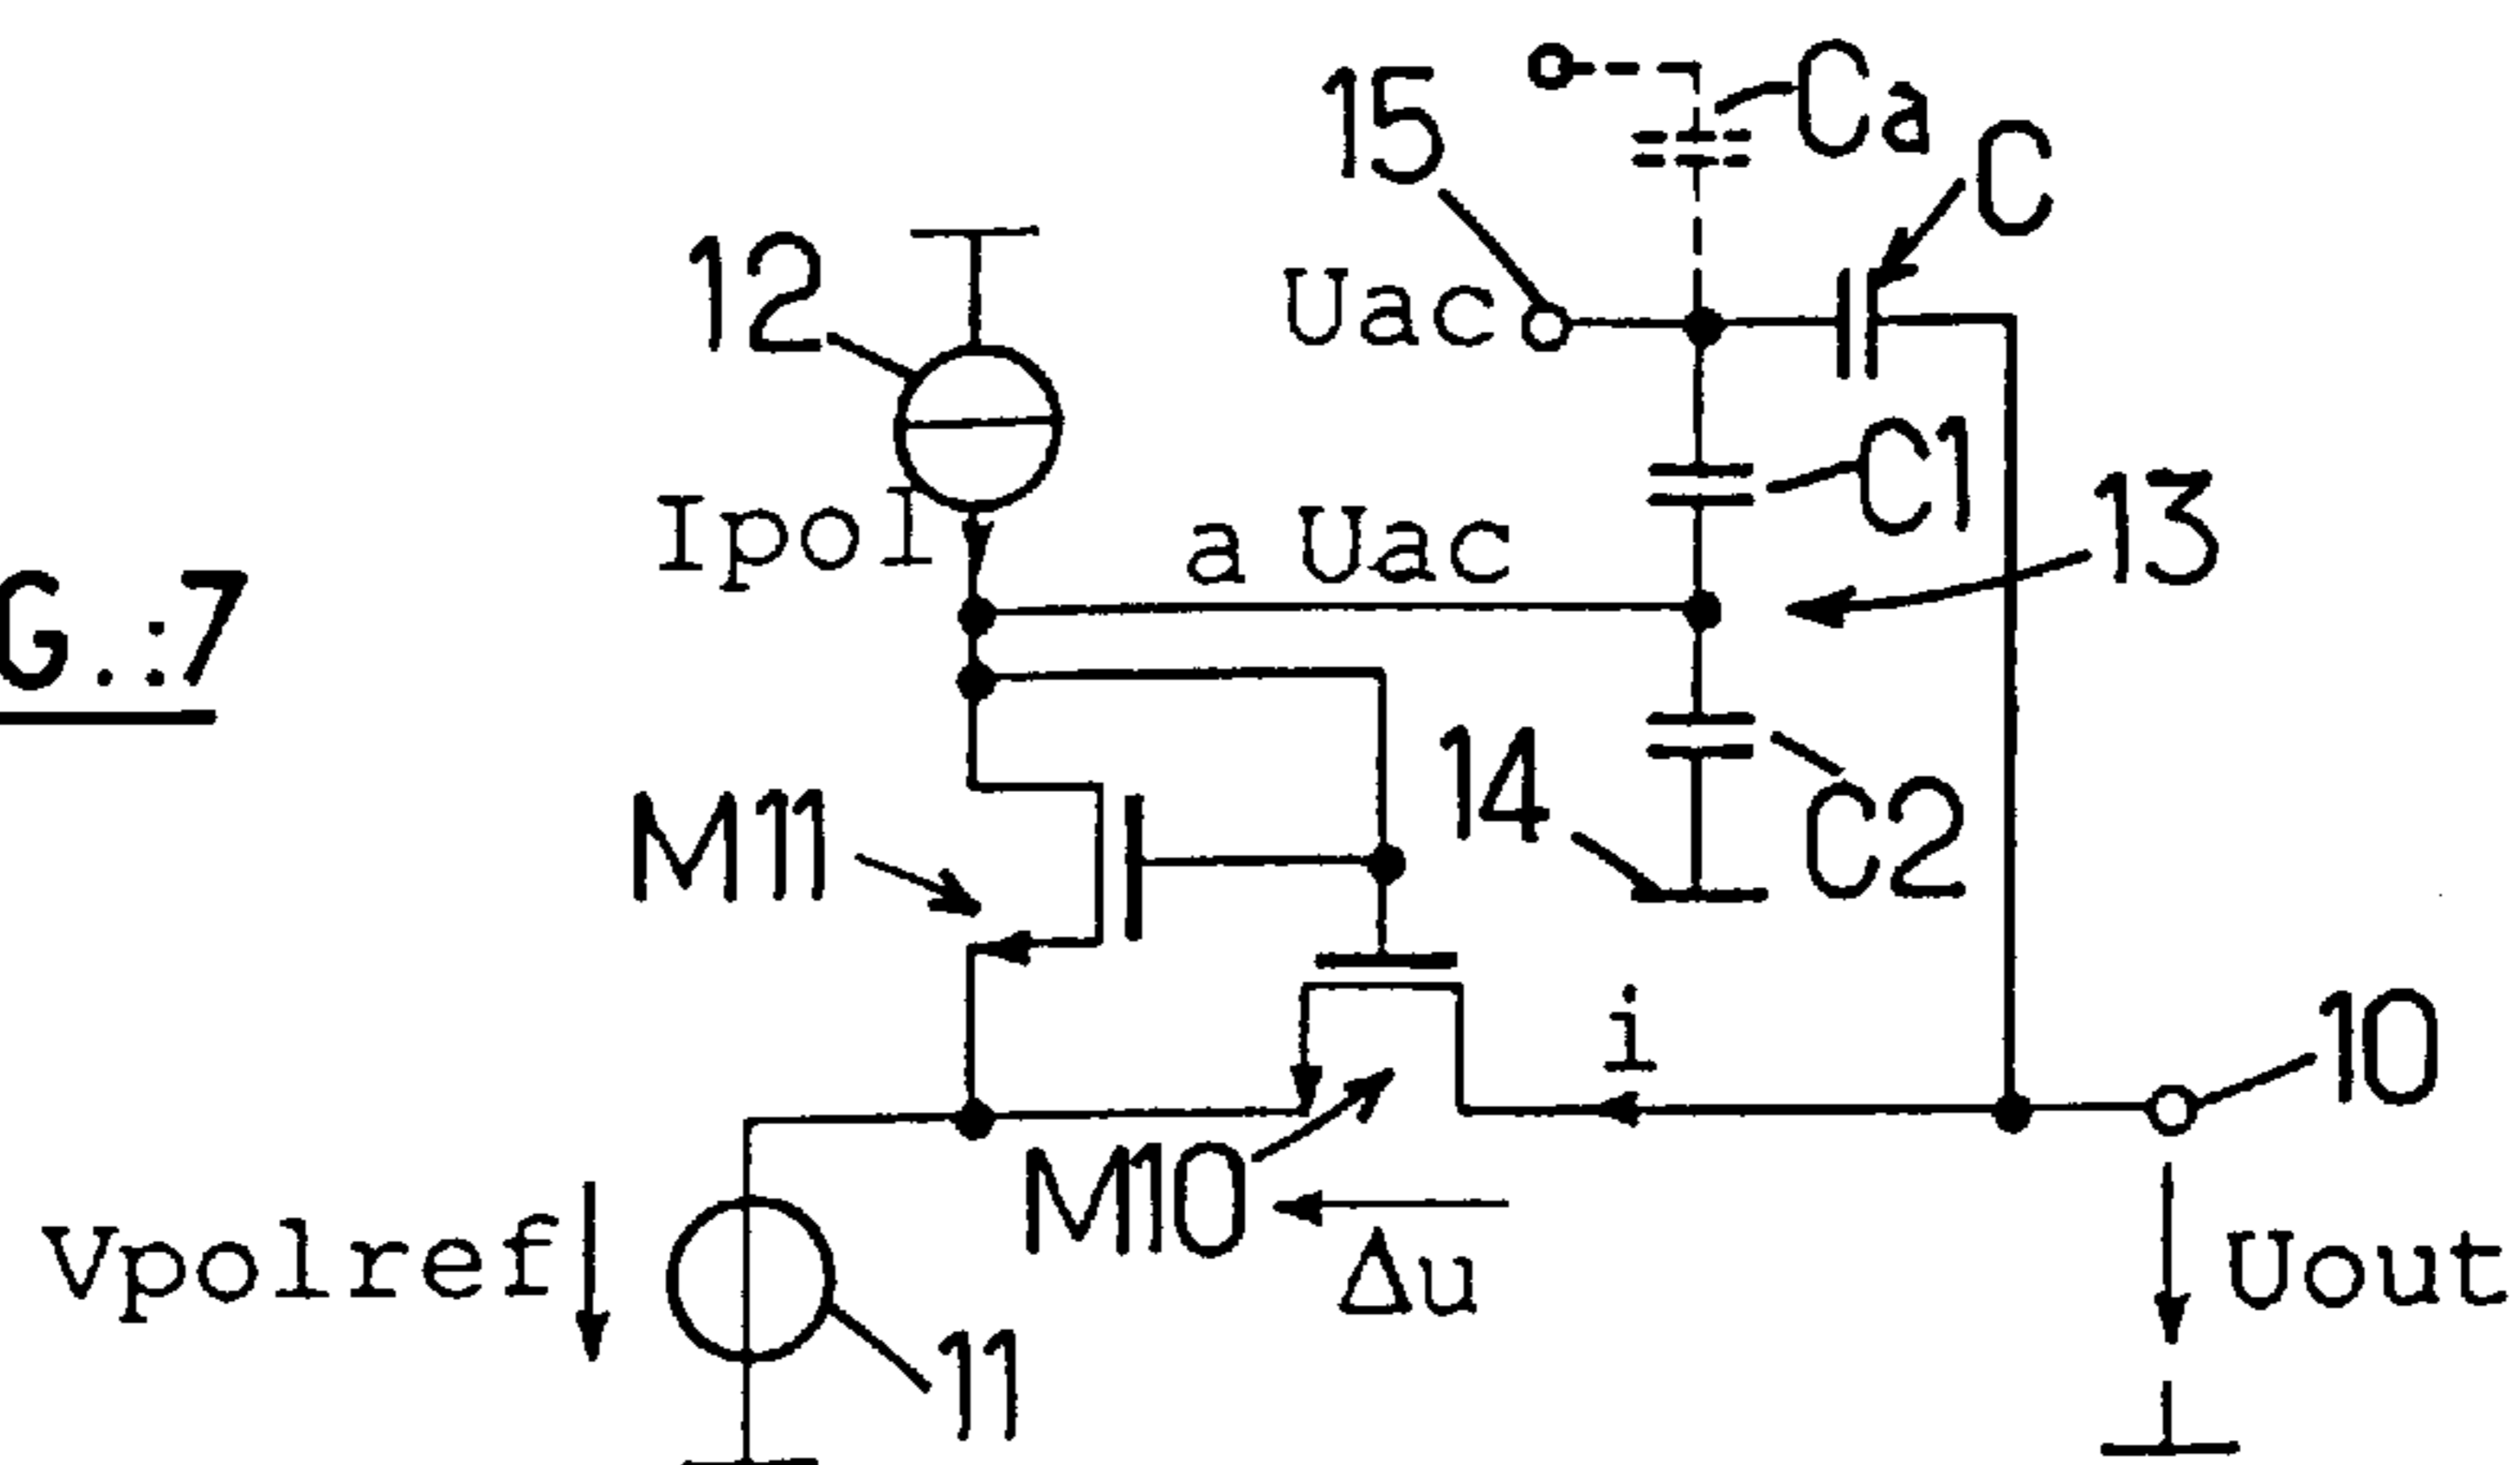 Ca
15
C
12
Uac
C1
13
Ipol
a Uac
G.:7
14
M11
C2
i
10
M10
Vpolref
Δu
Uout
11